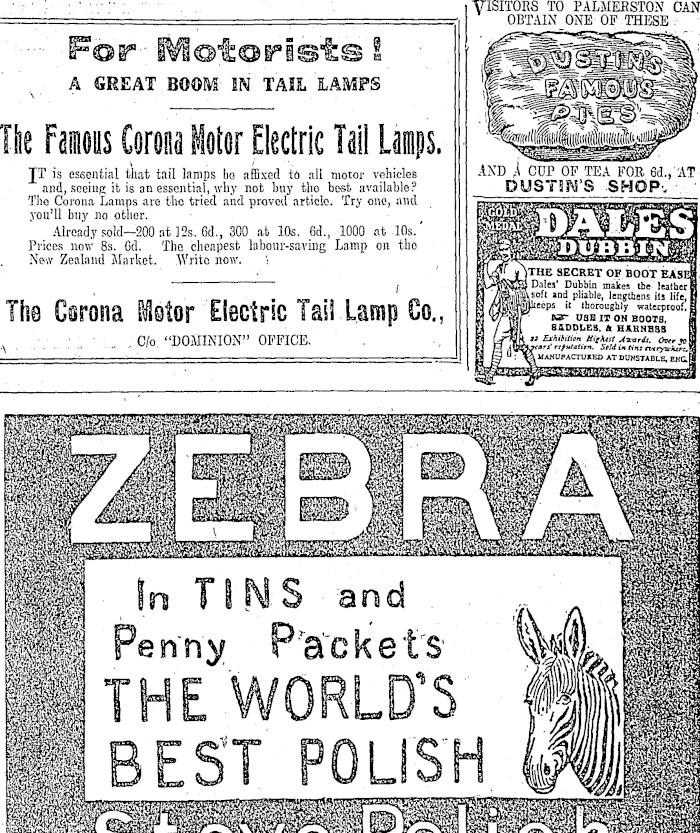 For Motorists!
A GREAT BOOM IN TAIL LAMPS
The Famous Corona Motor Electric Tail Lamps.
IT is essential that tail lamps be affixed to all motor vehicles
and, seeing it is an essential, why not buy the best available?
The Corona Lamps are the tried and proved article. Try one, and
you'll buy no other.
Already sold—200 at 12s. 6d., 300 at 10s. 6d., 1000 at 10s.
Prices now 8s. 6d. The cheapest labour-saving Lamp on the
New Zealand Market. Write now.
The Corona Motor Electric Tail Lamp Co.,
C/o "DOMINION" OFFICE.
VISITORS TO PALMERSTON CAN
OBTAIN ONE OF THESE
DUSTIN'S
FAMOUS
PIES
AND A CUP OF TEA FOR 6d., AT
DUSTIN'S SHOP.
GOLD
MEDAL
DALES
DUBBIN
THE SECRET OF BOOT EASE
Dales' Dubbin makes the leather
soft and pliable, lengthens its life,
keeps it thoroughly waterproof.
☞ USE IT ON BOOTS,
SADDLES, & HARNESS
22 Exhibition Highest Awards. Over 50
years' reputation. Sold in tins everywhere.
MANUFACTURED AT DUNSTABLE, ENG.
ZEBRA
In TINS and
Penny Packets
THE WORLD'S
BEST POLISH
Stove Polish